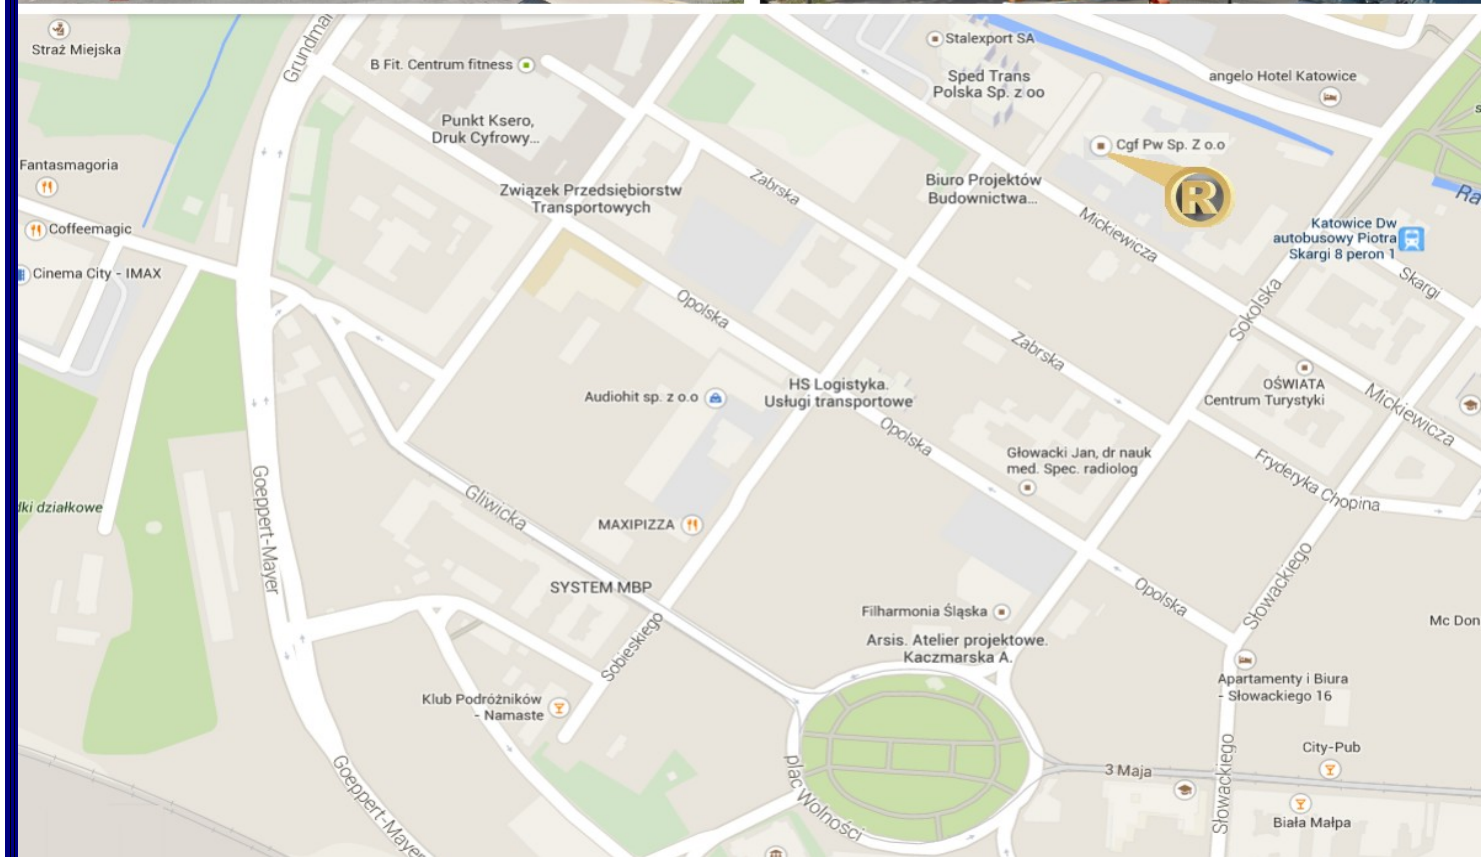 Straż Miejska
Grundma
B Fit. Centrum fitness
Stalexport SA
Sped Trans
Polska Sp. z oo
angelo Hotel Katowice
Punkt Ksero,
Druk Cyfrowy...
Cgf Pw Sp. Z o.o
R
Fantasmagoria
Związek Przedsiębiorstw
Transportowych
Zabrska
Biuro Projektów
Budownictwa...
Mickiewicza
Ra
Coffeemagic
Katowice Dw
autobusowy Piotra
Skargi 8 peron 1
Skargi
Cinema City - IMAX
Opolska
Sokolska
Zabrska
Audiohit sp. z o.o
HS Logistyka.
Usługi transportowe
OŚWIATA
Centrum Turystyki
Mickiewicza
Opolska
Głowacki Jan, dr nauk
med. Spec. radiolog
Fryderyka Chopina
Goeppert-Mayer
Gliwicka
dki działkowe
MAXIPIZZA
SYSTEM MBP
Opolska
Słowackiego
Filharmonia Śląska
Mc Don
Arsis. Atelier projektowe.
Kaczmarska A.
Sobieskiego
Apartamenty i Biura
- Słowackiego 16
Klub Podróżników
- Namaste
City-Pub
3 Maja
Słowackiego
Goeppert-Mayer
plac Wolności
Biała Małpa